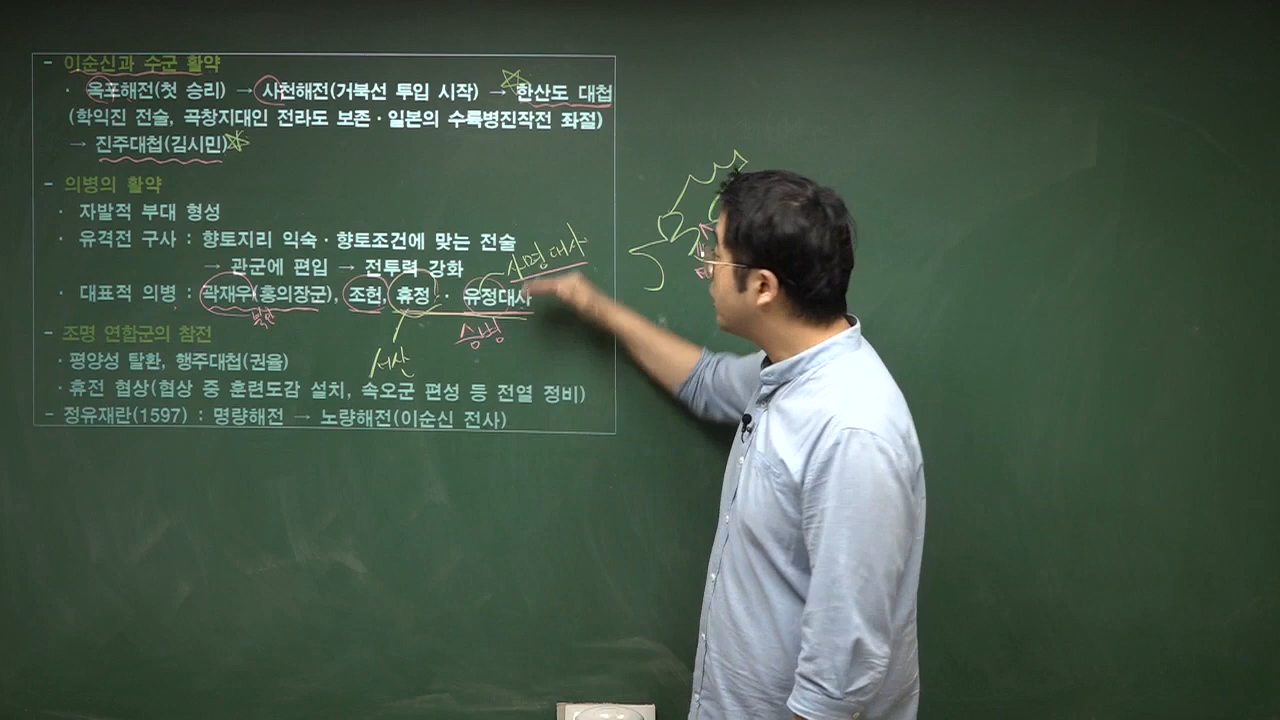 - 이순신과 수군 활약
· 옥포해전(첫 승리) → 사천해전(거북선 투입 시작) → 한산도 대첩
(학익진 전술, 곡창지대인 전라도 보존·일본의 수륙병진작전 좌절)
→ 진주대첩(김시민)
- 의병의 활약
· 자발적 부대 형성
· 유격전 구사 : 향토지리 익숙·향토조건에 맞는 전술
→ 관군에 편입 → 전투력 강화
사명대사
· 대표적 의병 : 곽재우(홍의장군), 조헌, 휴정· 유정대사
승병
서산
- 조명 연합군의 참전
·평양성 탈환, 행주대첩(권율)
·휴전 협상(협상 중 훈련도감 설치, 속오군 편성 등 전열 정비)
- 정유재란(1597) : 명량해전 → 노량해전(이순신 전사)